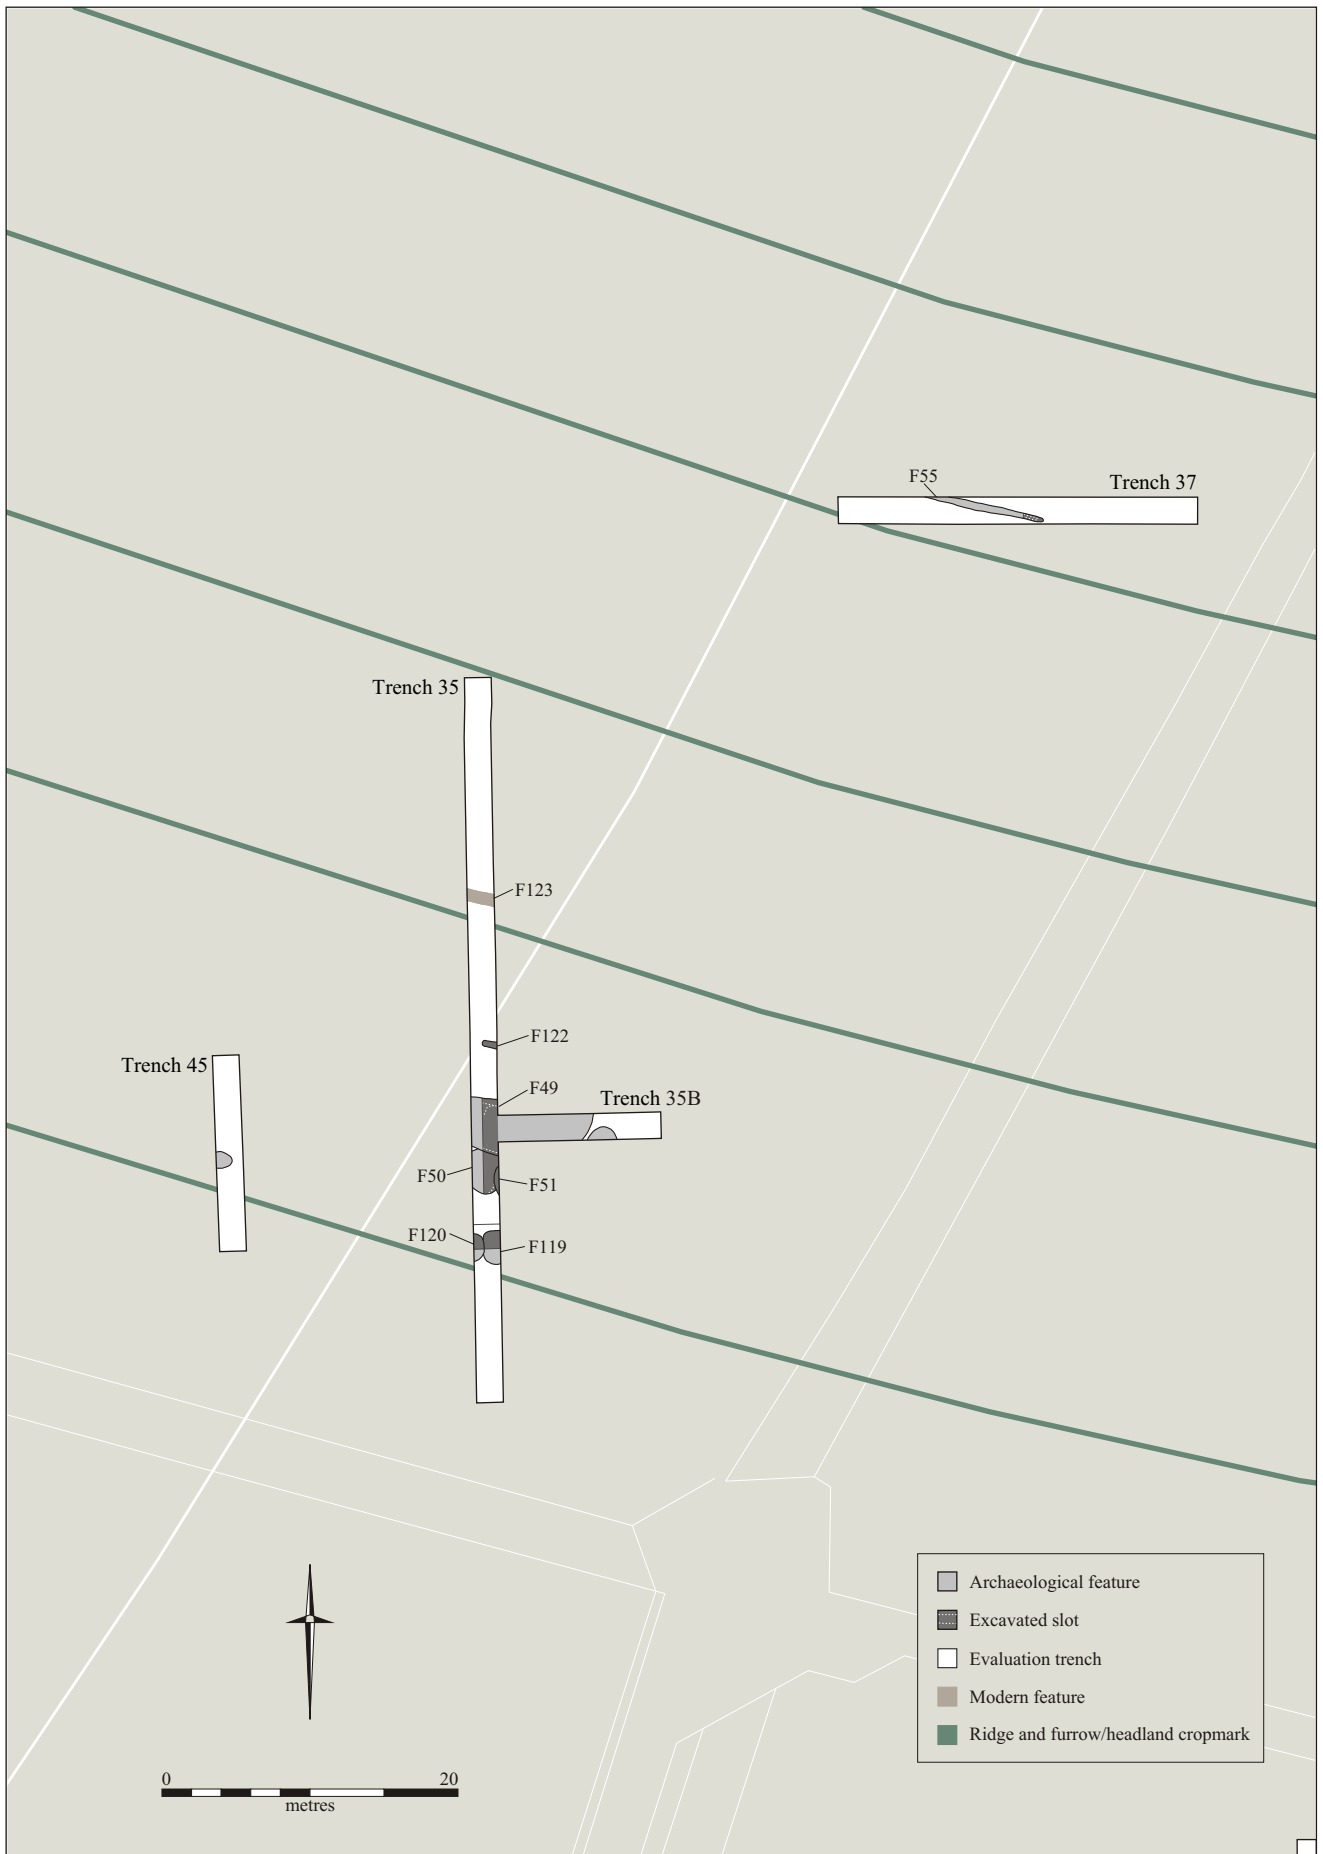 F55
Trench 37
Trench 35
F123
F122
Trench 45
F49
Trench 35B
F50
F51
F120
F119
Archaeological feature
Excavated slot
Evaluation trench
Modern feature
Ridge and furrow/headland cropmark
0 20
metres